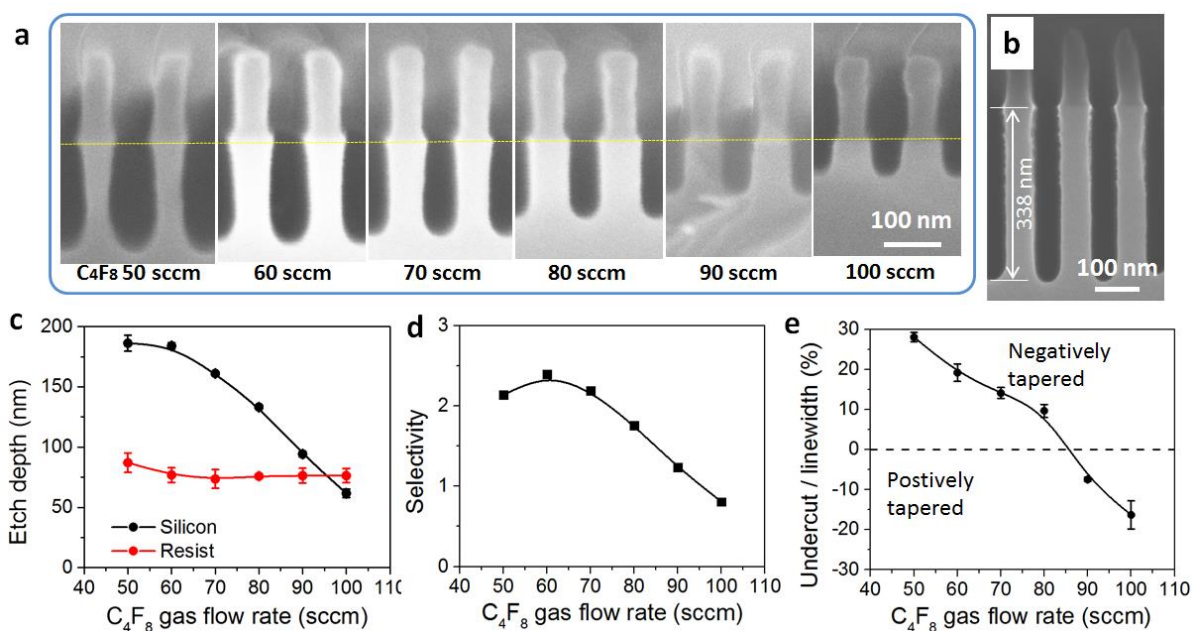 a
C4F8 50 sccm
60 sccm
70 sccm
80 sccm
90 sccm
100 sccm
100 nm
b
338 nm
100 nm
c
Etch depth (nm)
200
150
100
50
0
Silicon
Resist
40 50 60 70 80 90 100 110
C4F8 gas flow rate (sccm)
d
Selectivity
3
2
1
0
40 50 60 70 80 90 100 110
C4F8 gas flow rate (sccm)
e
Undercut / linewidth (%)
30
20
10
0
-10
-20
-30
Negatively
tapered
Postively
tapered
40 50 60 70 80 90 100 110
C4F8 gas flow rate (sccm)